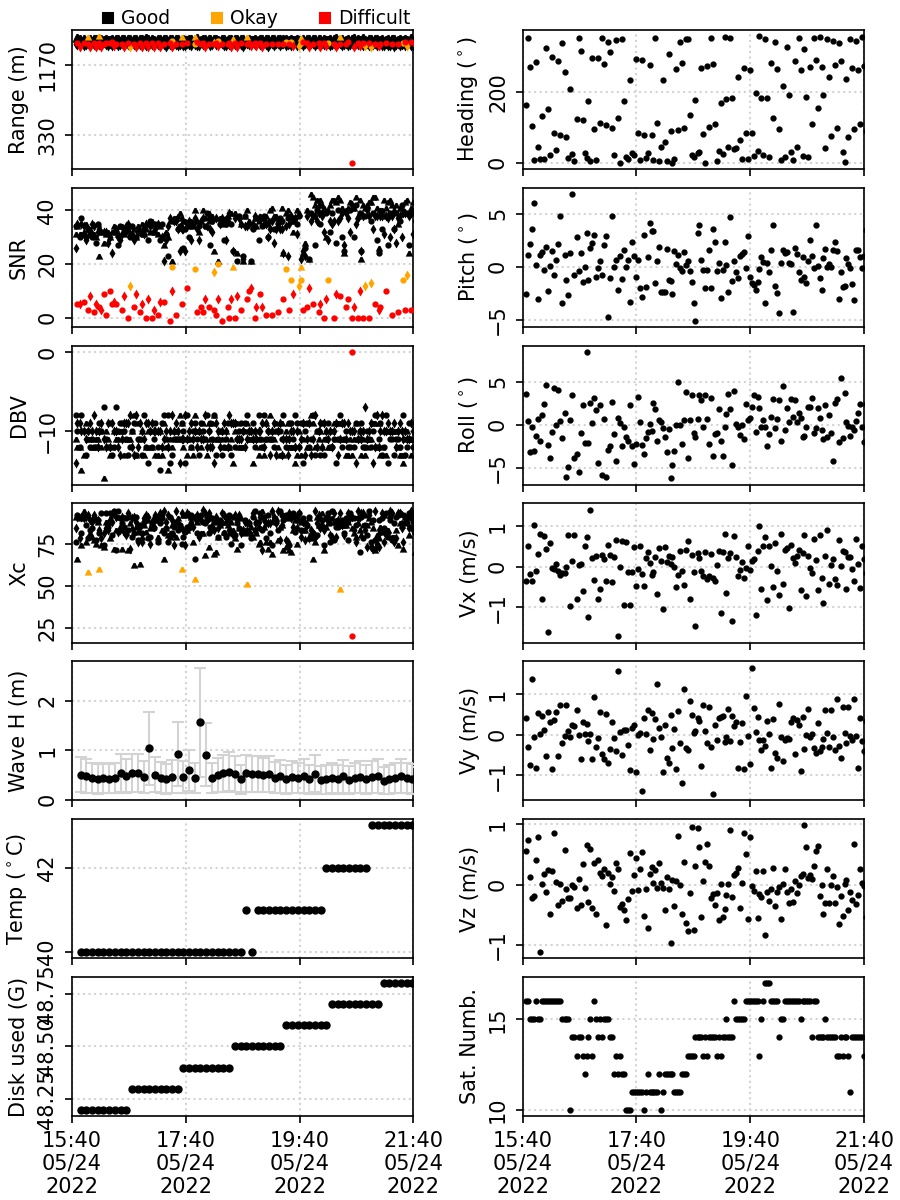 Good Okay Difficult
Range (m)
1170
330
Heading (°)
200
0
SNR
40
20
0
Pitch (°)
5
0
−5
DBV
0
−10
Roll (°)
5
0
−5
Xc
75
50
25
Vx (m/s)
1
0
−1
Wave H (m)
2
1
0
Vy (m/s)
1
0
−1
Temp (°C)
42
40
Vz (m/s)
1
0
−1
Disk used (G)
48.75
48.50
48.25
Sat. Numb.
15
10
15:40 17:40 19:40 21:40
05/24 05/24 05/24 05/24
2022 2022 2022 2022
15:40 17:40 19:40 21:40
05/24 05/24 05/24 05/24
2022 2022 2022 2022